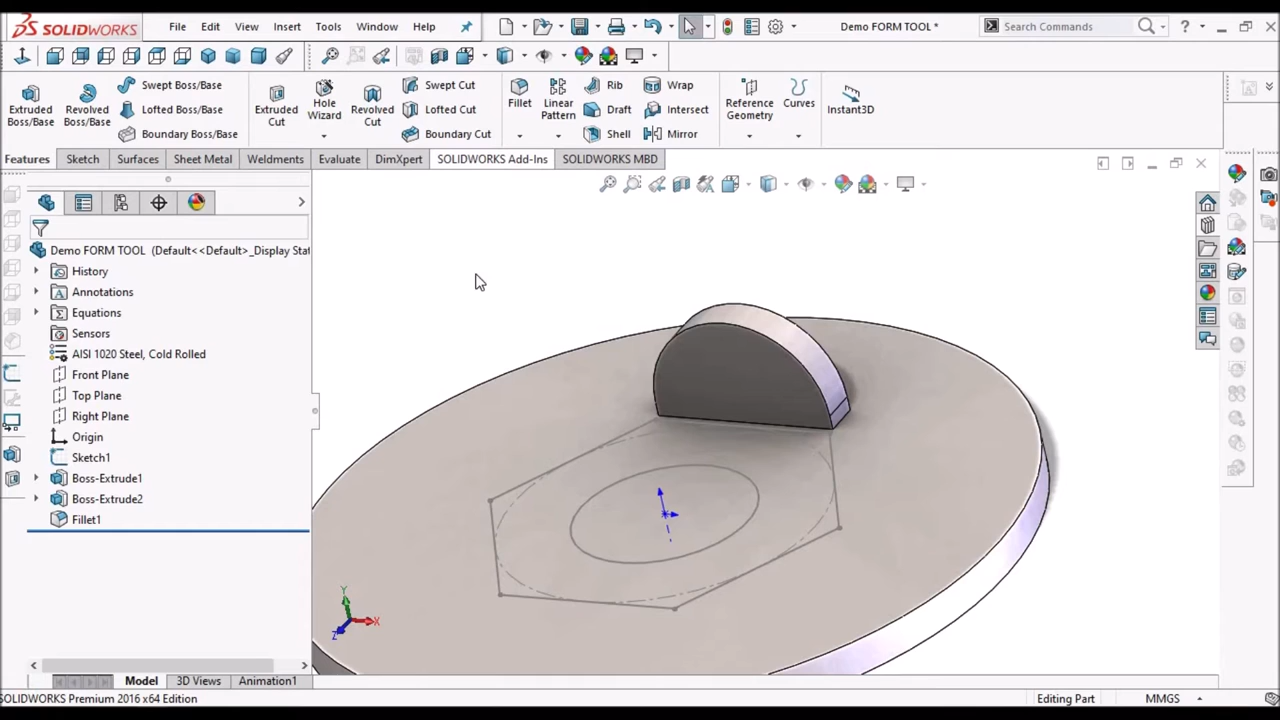 SOLIDWORKS
File Edit View Insert Tools Window Help
Demo FORM TOOL *
Search Commands
?
Extruded Boss/Base
Revolved Boss/Base
Swept Boss/Base
Lofted Boss/Base
Boundary Boss/Base
Extruded Cut
Hole Wizard
Revolved Cut
Swept Cut
Lofted Cut
Boundary Cut
Fillet
Linear Pattern
Rib
Draft
Shell
Wrap
Intersect
Mirror
Reference Geometry
Curves
Instant3D
Features Sketch Surfaces Sheet Metal Weldments Evaluate DimXpert SOLIDWORKS Add-Ins SOLIDWORKS MBD
Demo FORM TOOL (Default<<Default>_Display Stat
History
Annotations
Equations
Sensors
AISI 1020 Steel, Cold Rolled
Front Plane
Top Plane
Right Plane
Origin
Sketch1
Boss-Extrude1
Boss-Extrude2
Fillet1
Y
X
Z
Model 3D Views Animation1
SOLIDWORKS Premium 2016 x64 Edition
Editing Part
MMGS